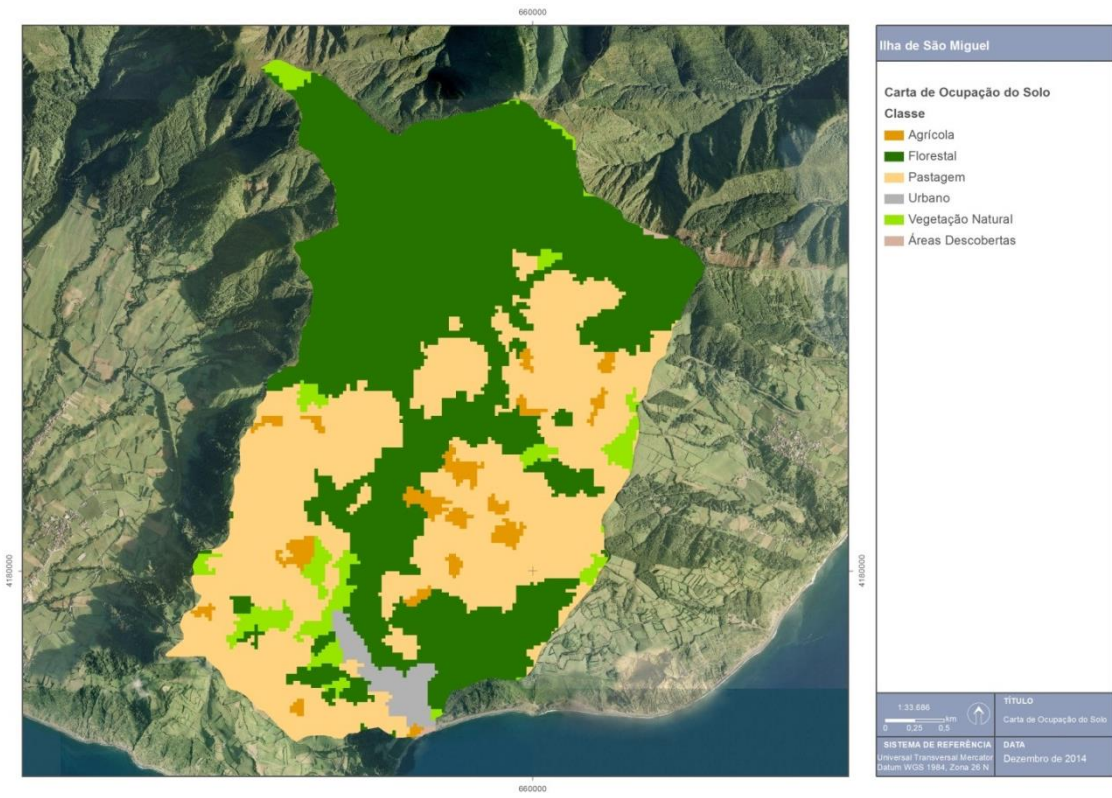 660000
Ilha de São Miguel
Carta de Ocupação do Solo
Classe
Agrícola
Florestal
Pastagem
Urbano
Vegetação Natural
Áreas Descobertas
4180000
4180000
1:33.686
km
0 0,25 0,5
TÍTULO
Carta de Ocupação do Solo
SISTEMA DE REFERÊNCIA
Universal Transversal Mercator
Datum WGS 1984, Zona 26 N
DATA
Dezembro de 2014
660000